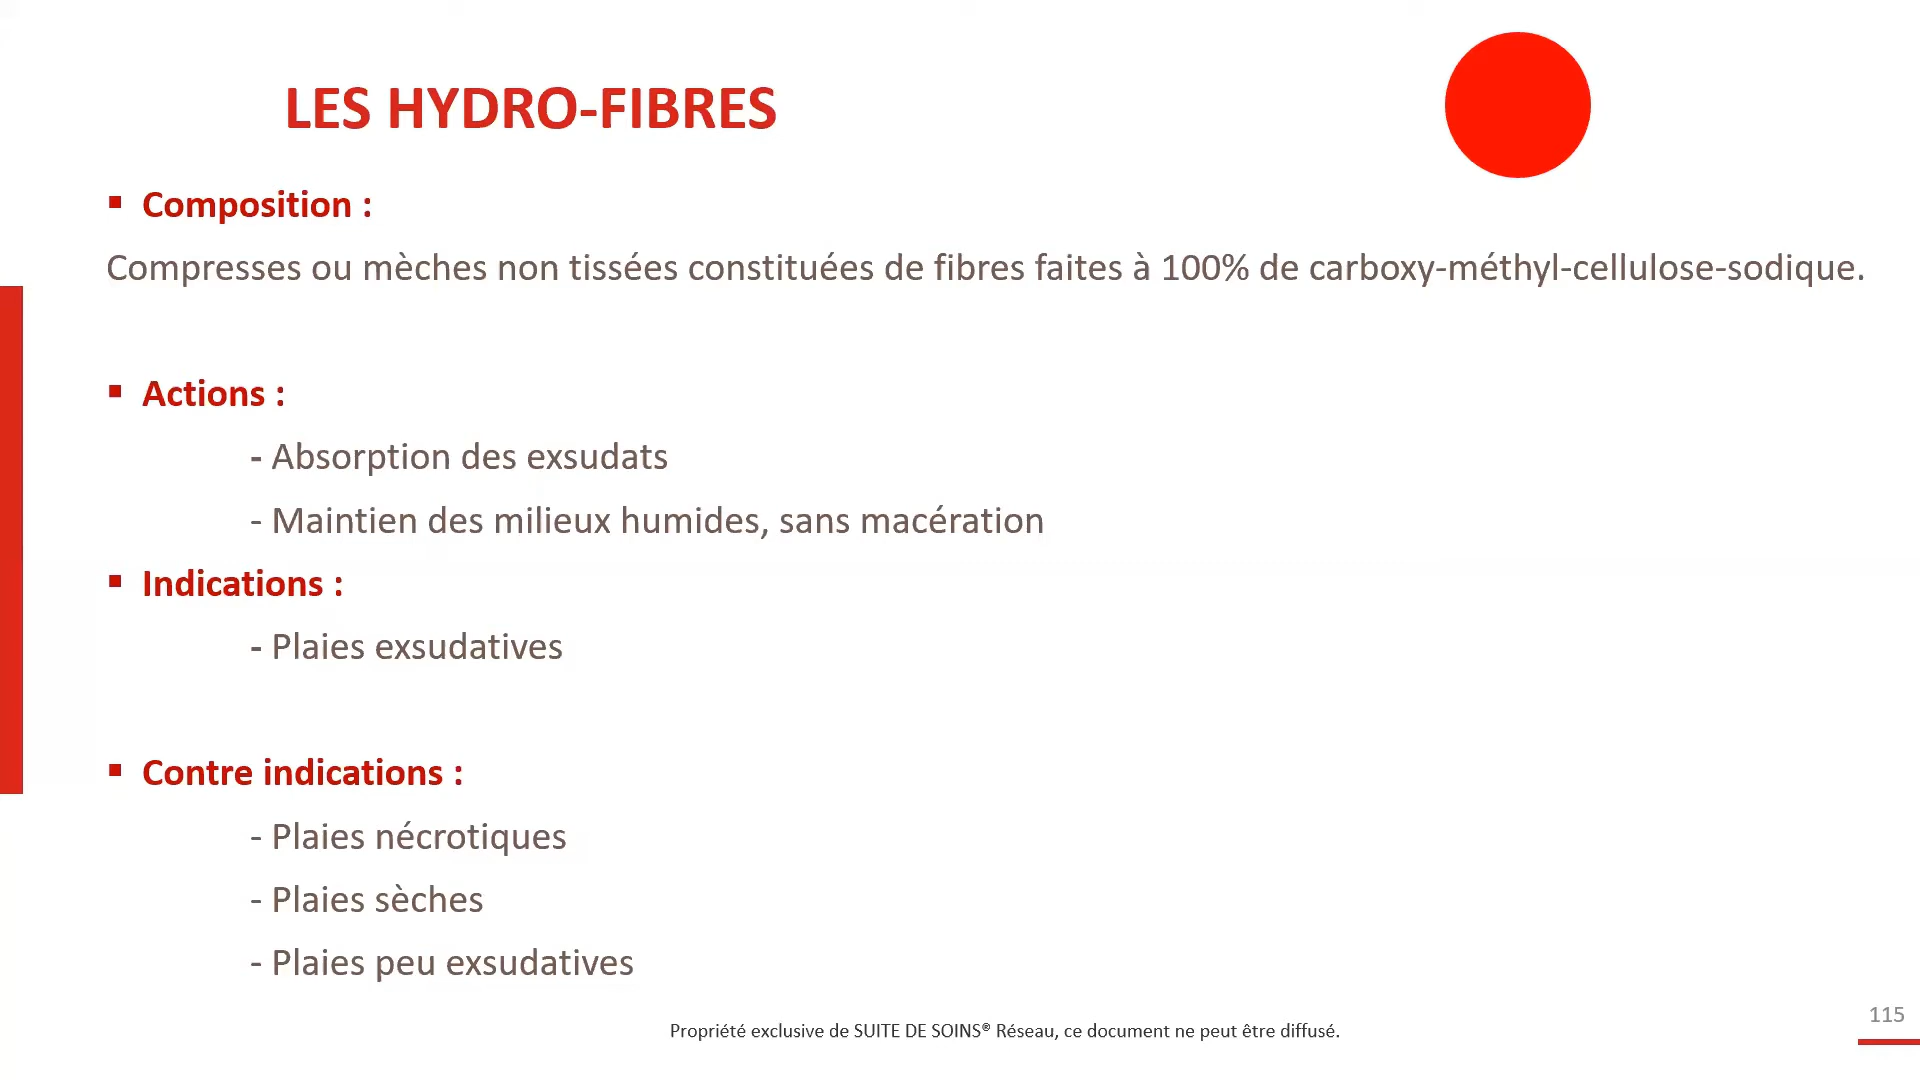 LES HYDRO-FIBRES
▪ Composition :
Compresses ou mèches non tissées constituées de fibres faites à 100% de carboxy-méthyl-cellulose-sodique.
▪ Actions :
- Absorption des exsudats
- Maintien des milieux humides, sans macération
▪ Indications :
- Plaies exsudatives
▪ Contre indications :
- Plaies nécrotiques
- Plaies sèches
- Plaies peu exsudatives
Propriété exclusive de SUITE DE SOINS® Réseau, ce document ne peut être diffusé.
115